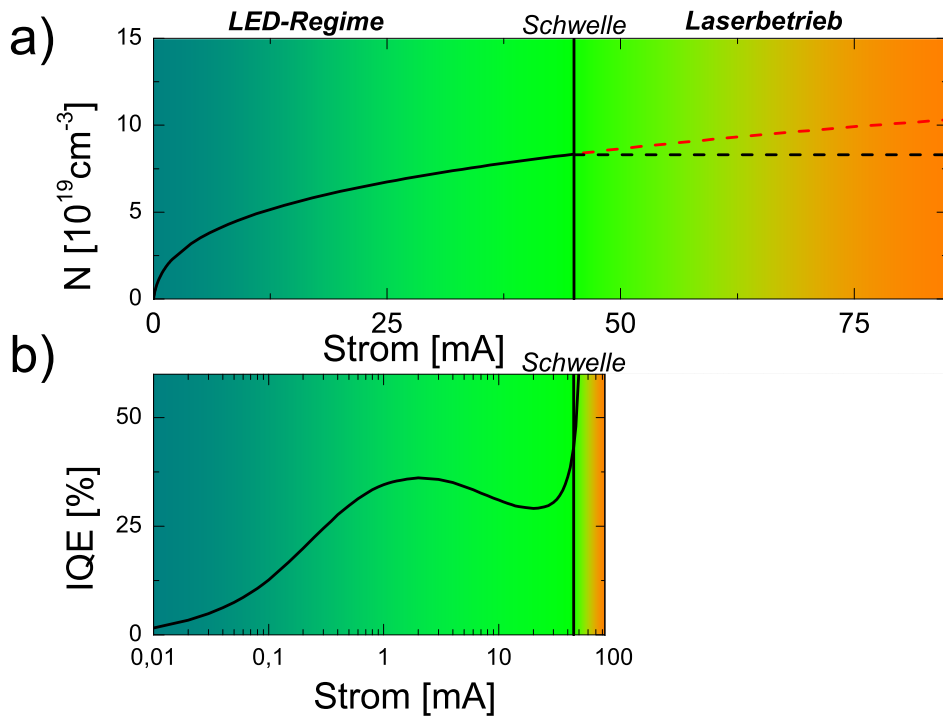 a)
LED-Regime
Schwelle
Laserbetrieb
N [10^19cm^-3]
15
10
5
0
0
25
50
75
Strom [mA]
b)
Schwelle
IQE [%]
50
25
0
0,01
0,1
1
10
100
Strom [mA]